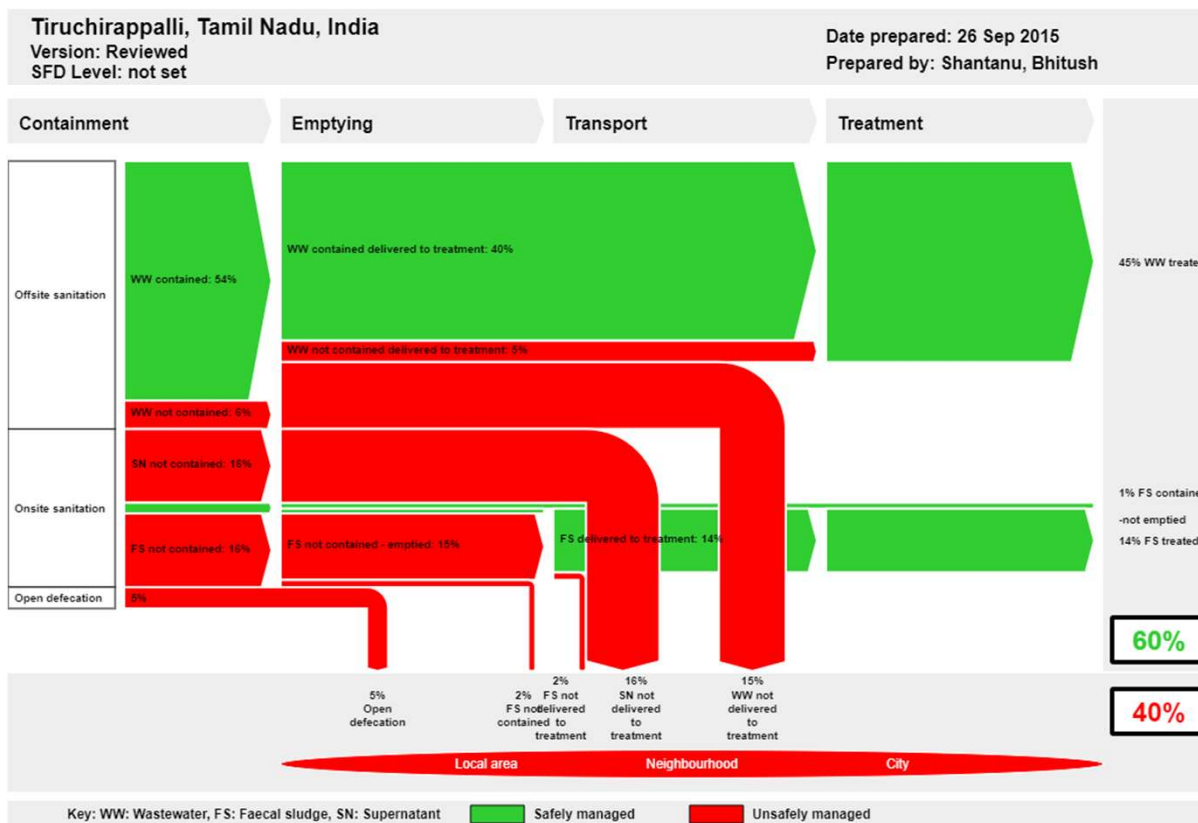 Tiruchirappalli, Tamil Nadu, India
Version: Reviewed
SFD Level: not set
Date prepared: 26 Sep 2015
Prepared by: Shantanu, Bhitush
Containment
Emptying
Transport
Treatment
Offsite sanitation
WW contained: 54%
WW contained delivered to treatment: 40%
45% WW treate
WW not contained delivered to treatment: 5%
WW not contained: 6%
Onsite sanitation
SN not contained: 16%
1% FS containe
-not emptied
14% FS treated
FS not contained: 16%
FS not contained - emptied: 15%
FS delivered to treatment: 14%
Open defecation
5%
60%
5%
Open
defecation
2%
FS not
contained
2%
FS not
delivered
to
treatment
16%
SN not
delivered
to
treatment
15%
WW not
delivered
to
treatment
40%
Local area
Neighbourhood
City
Key: WW: Wastewater, FS: Faecal sludge, SN: Supernatant
Safely managed
Unsafely managed